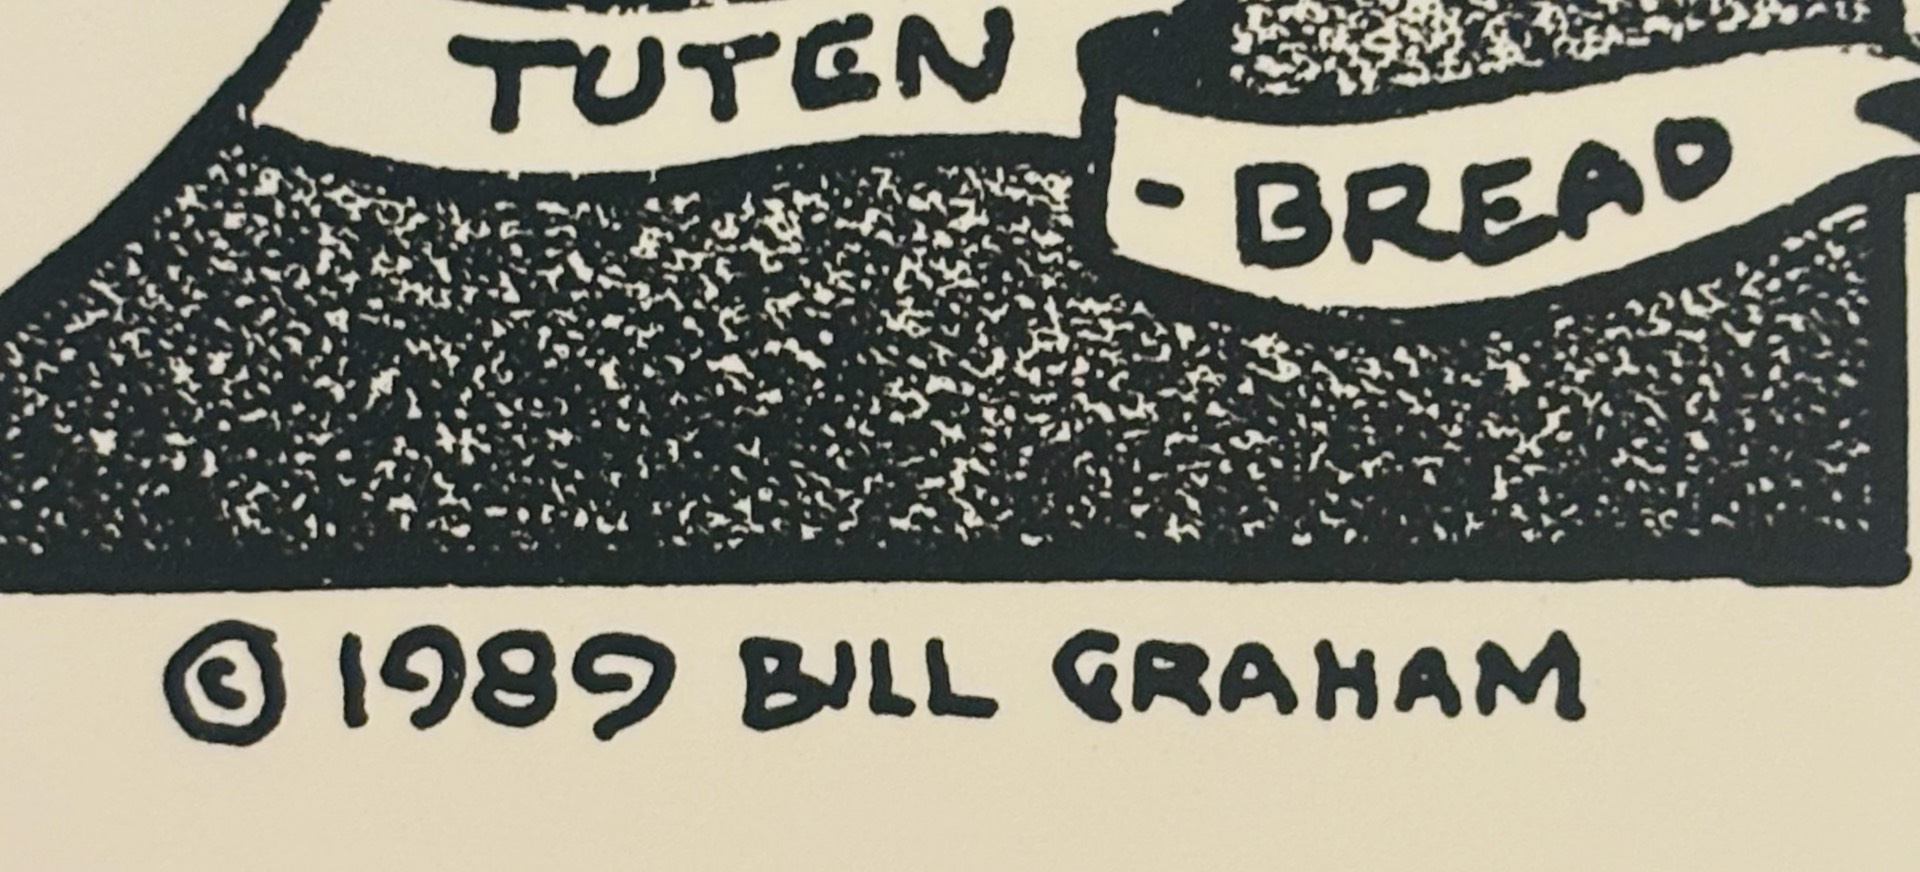 TUTEN
- BREAD
© 1989 BILL GRAHAM